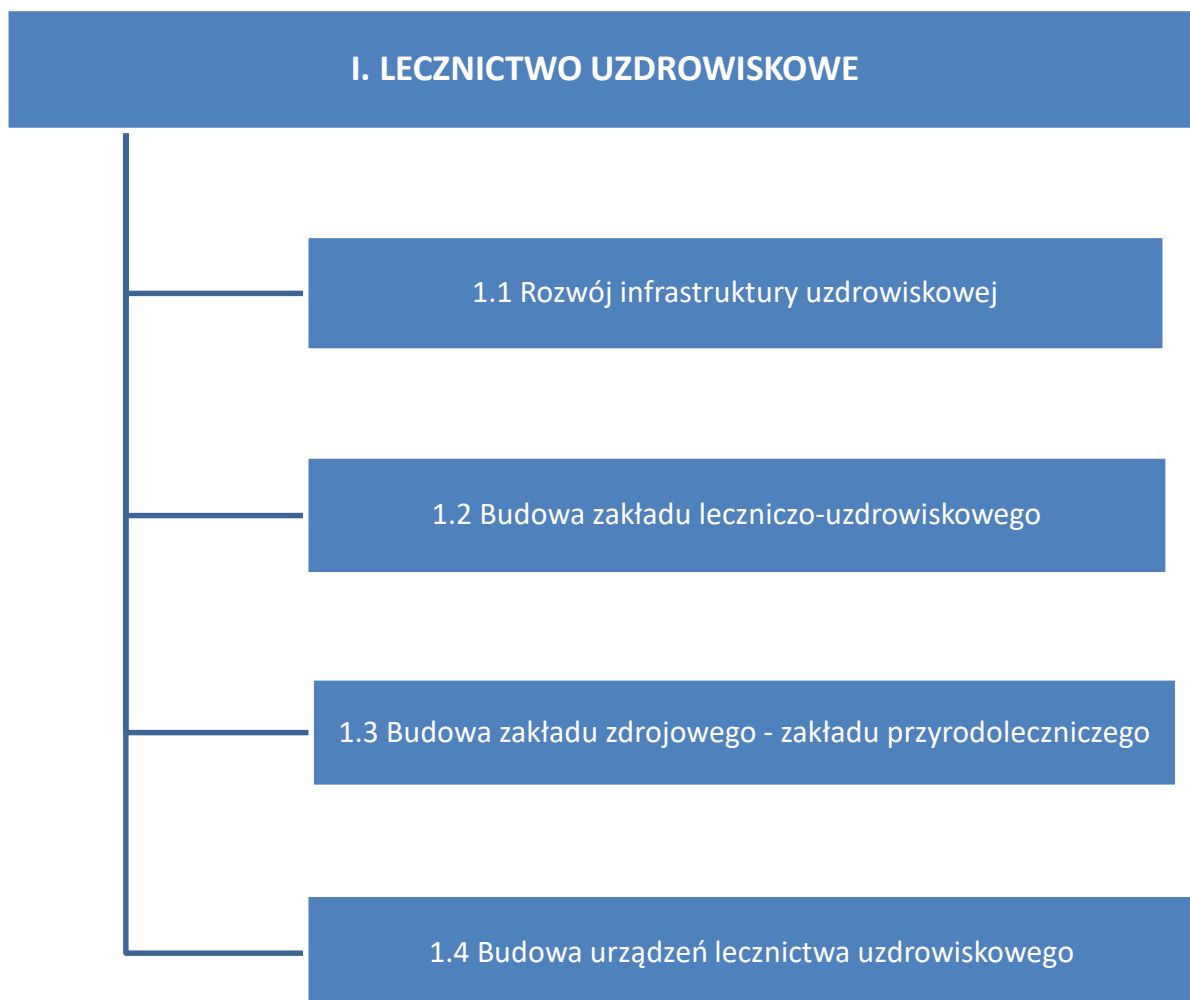 I. LECZNICTWO UZDROWISKOWE
1.1 Rozwój infrastruktury uzdrowiskowej
1.2 Budowa zakładu leczniczo-uzdrowiskowego
1.3 Budowa zakładu zdrojowego - zakładu przyrodoleczniczego
1.4 Budowa urządzeń lecznictwa uzdrowiskowego